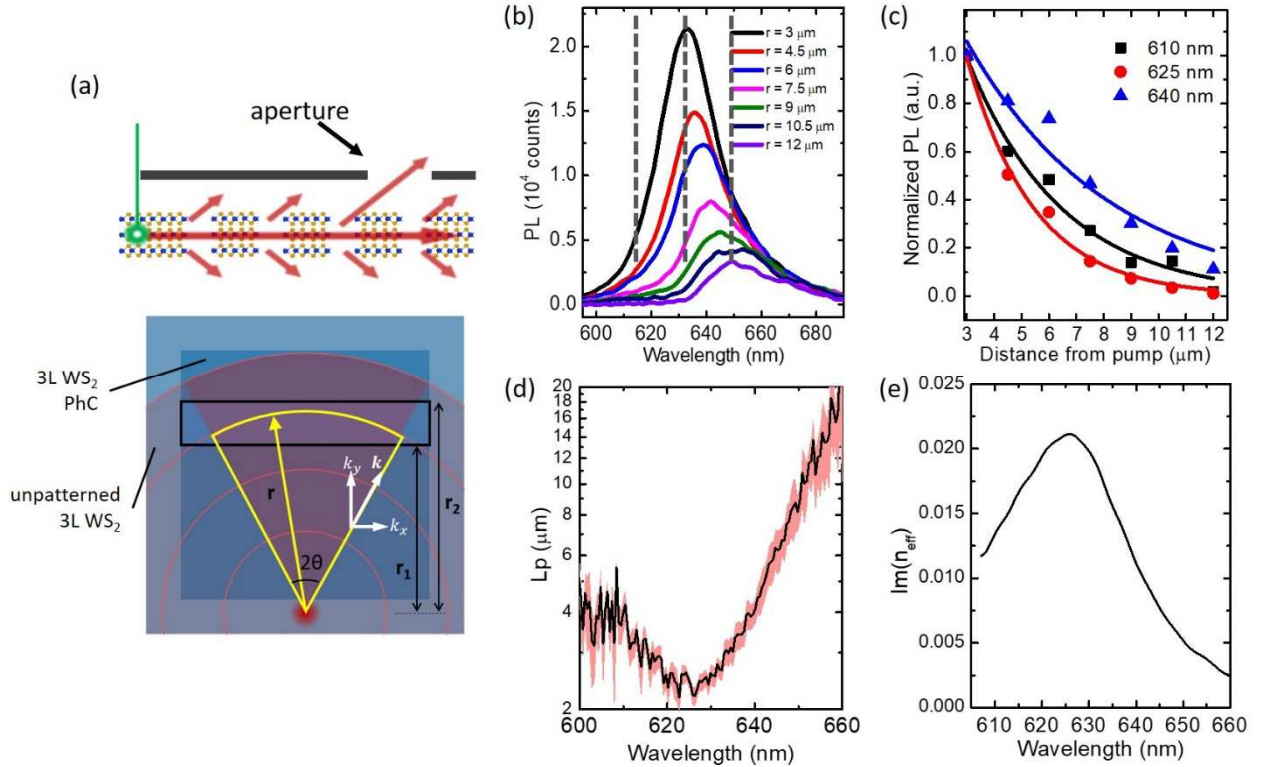 (a)
aperture
3L WS2
PhC
unpatterned
3L WS2
r
2θ
ky
k
kx
r1
r2
(b)
PL (10^4 counts)
2.0
1.5
1.0
0.5
0.0
r = 3 μm
r = 4.5 μm
r = 6 μm
r = 7.5 μm
r = 9 μm
r = 10.5 μm
r = 12 μm
600 620 640 660 680
Wavelength (nm)
(c)
Normalized PL (a.u.)
1.0
0.8
0.6
0.4
0.2
0.0
610 nm
625 nm
640 nm
3 4 5 6 7 8 9 10 11 12
Distance from pump (μm)
(d)
Lp (μm)
20
18
16
14
12
10
8
6
4
2
600 620 640 660
Wavelength (nm)
(e)
Im(neff)
0.025
0.020
0.015
0.010
0.005
0.000
610 620 630 640 650 660
Wavelength (nm)